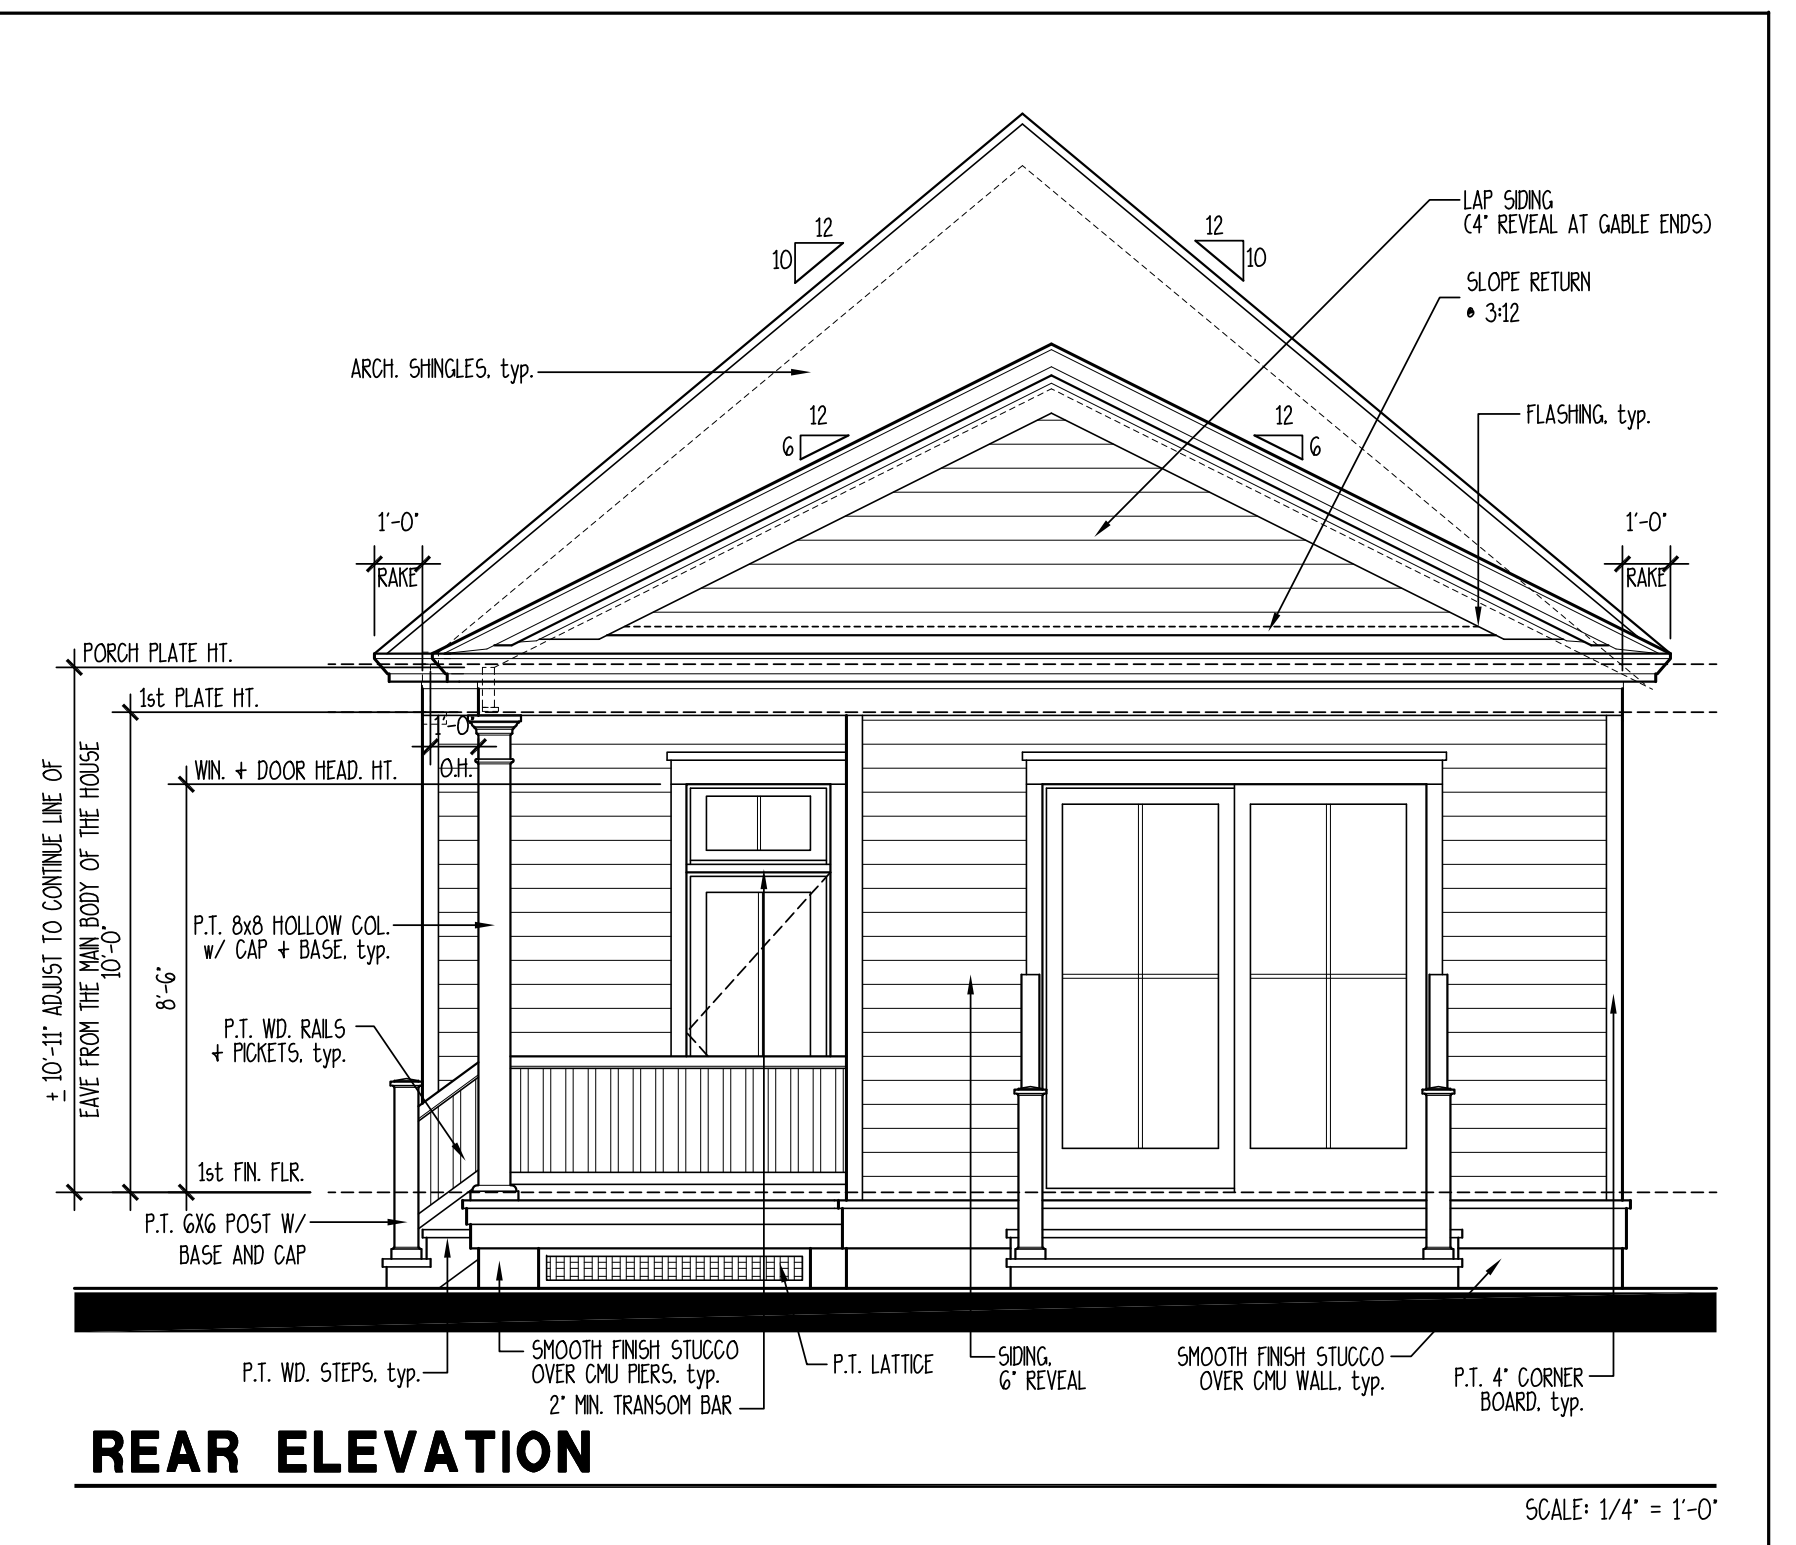 LAP SIDING
(4" REVEAL AT GABLE ENDS)
12
10
12
10
SLOPE RETURN
@ 3:12
ARCH. SHINGLES, typ.
12
6
12
6
FLASHING, typ.
1'-0"
RAKE
1'-0"
RAKE
PORCH PLATE HT.
1st PLATE HT.
1'-0"
O.H.
WIN. + DOOR HEAD. HT.
± 10'-11" ADJUST TO CONTINUE LINE OF
EAVE FROM THE MAIN BODY OF THE HOUSE
10'-0"
8'-6"
P.T. 8x8 HOLLOW COL.
w/ CAP + BASE, typ.
P.T. WD. RAILS
+ PICKETS, typ.
1st FIN. FLR.
P.T. 6X6 POST W/
BASE AND CAP
P.T. WD. STEPS, typ.
SMOOTH FINISH STUCCO
OVER CMU PIERS, typ.
2" MIN. TRANSOM BAR
P.T. LATTICE
SIDING,
6" REVEAL
SMOOTH FINISH STUCCO
OVER CMU WALL, typ.
P.T. 4" CORNER
BOARD, typ.
REAR ELEVATION
SCALE: 1/4" = 1'-0"